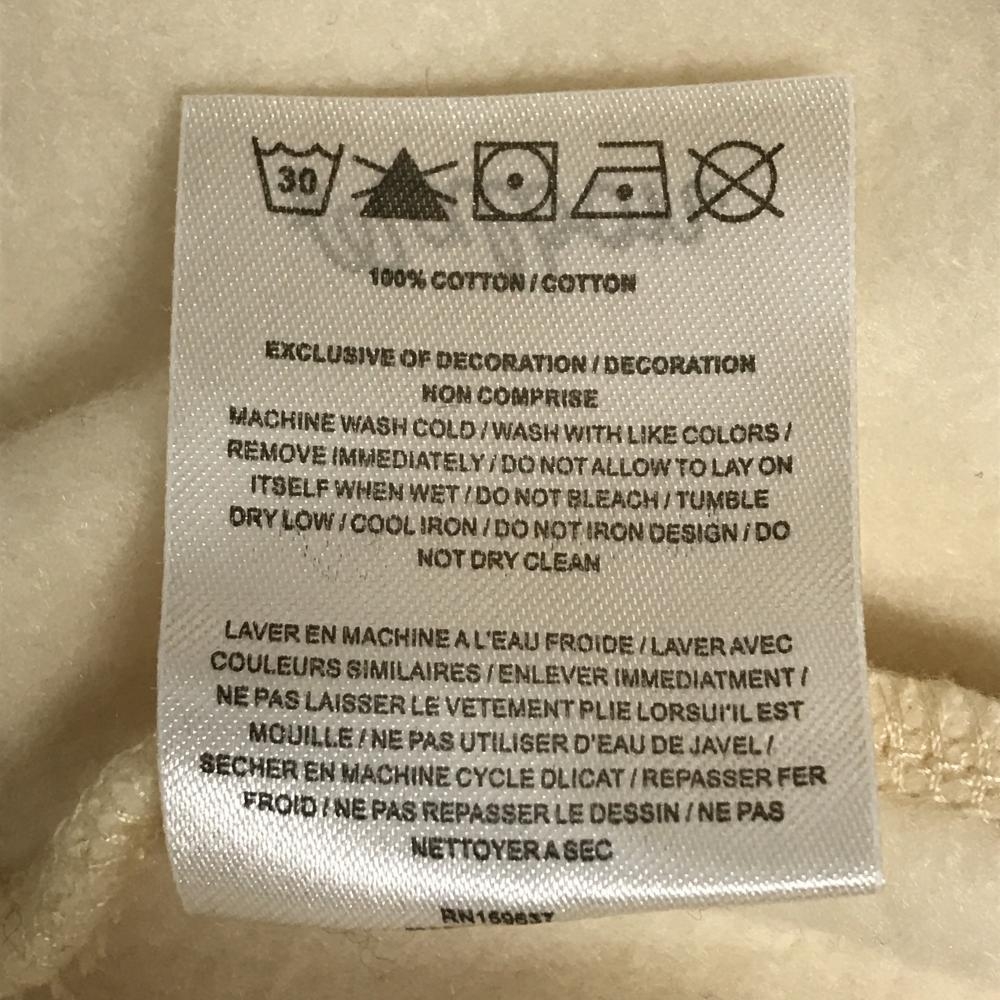 30
100% COTTON / COTTON
EXCLUSIVE OF DECORATION / DECORATION
NON COMPRISE
MACHINE WASH COLD / WASH WITH LIKE COLORS /
REMOVE IMMEDIATELY / DO NOT ALLOW TO LAY ON
ITSELF WHEN WET / DO NOT BLEACH / TUMBLE
DRY LOW / COOL IRON / DO NOT IRON DESIGN / DO
NOT DRY CLEAN
LAVER EN MACHINE A L'EAU FROIDE / LAVER AVEC
COULEURS SIMILAIRES / ENLEVER IMMEDIATMENT /
NE PAS LAISSER LE VETEMENT PLIE LORSUI'IL EST
MOUILLE / NE PAS UTILISER D'EAU DE JAVEL /
SECHER EN MACHINE CYCLE DLICAT / REPASSER FER
FROID / NE PAS REPASSER LE DESSIN / NE PAS
NETTOYER A SEC